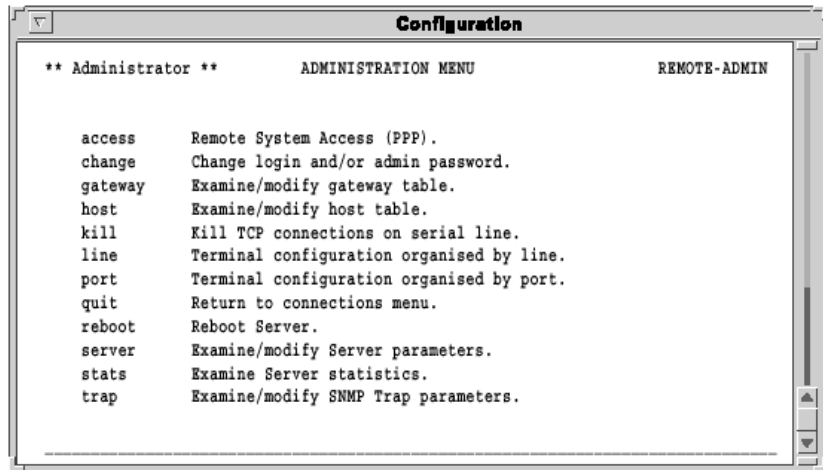 Configuration
** Administrator ** ADMINISTRATION MENU REMOTE-ADMIN
access Remote System Access (PPP).
change Change login and/or admin password.
gateway Examine/modify gateway table.
host Examine/modify host table.
kill Kill TCP connections on serial line.
line Terminal configuration organised by line.
port Terminal configuration organised by port.
quit Return to connections menu.
reboot Reboot Server.
server Examine/modify Server parameters.
stats Examine Server statistics.
trap Examine/modify SNMP Trap parameters.